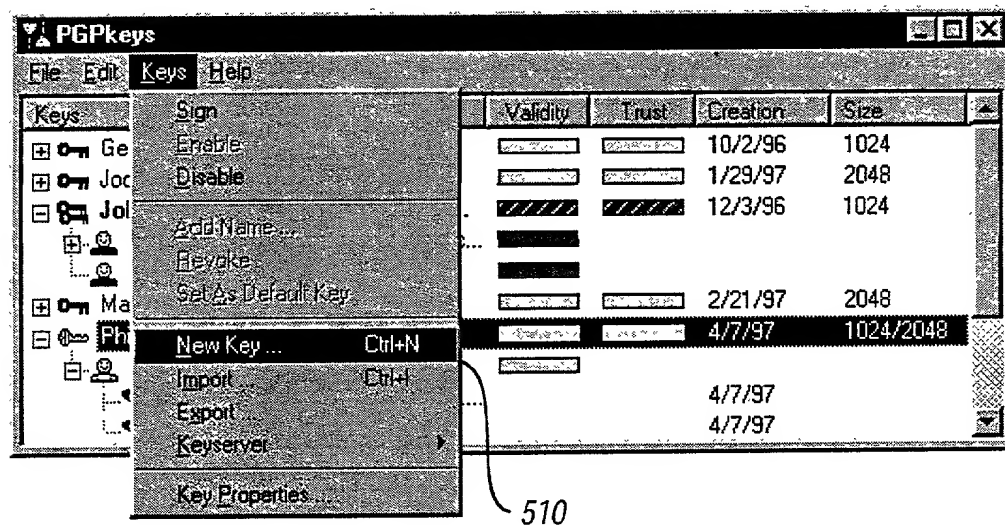 PGPkeys
File Edit Keys Help
Keys Validity Trust Creation Size
Ge 10/2/96 1024
Joc 1/29/97 2048
Joh 12/3/96 1024
Ma 2/21/97 2048
Ph 4/7/97 1024/2048
4/7/97
4/7/97
Sign
Enable
Disable
Add Name ...
Revoke
Set As Default Key
New Key ... Ctrl+N
Import ... Ctrl+I
Export ...
Keyserver
Key Properties ...
510